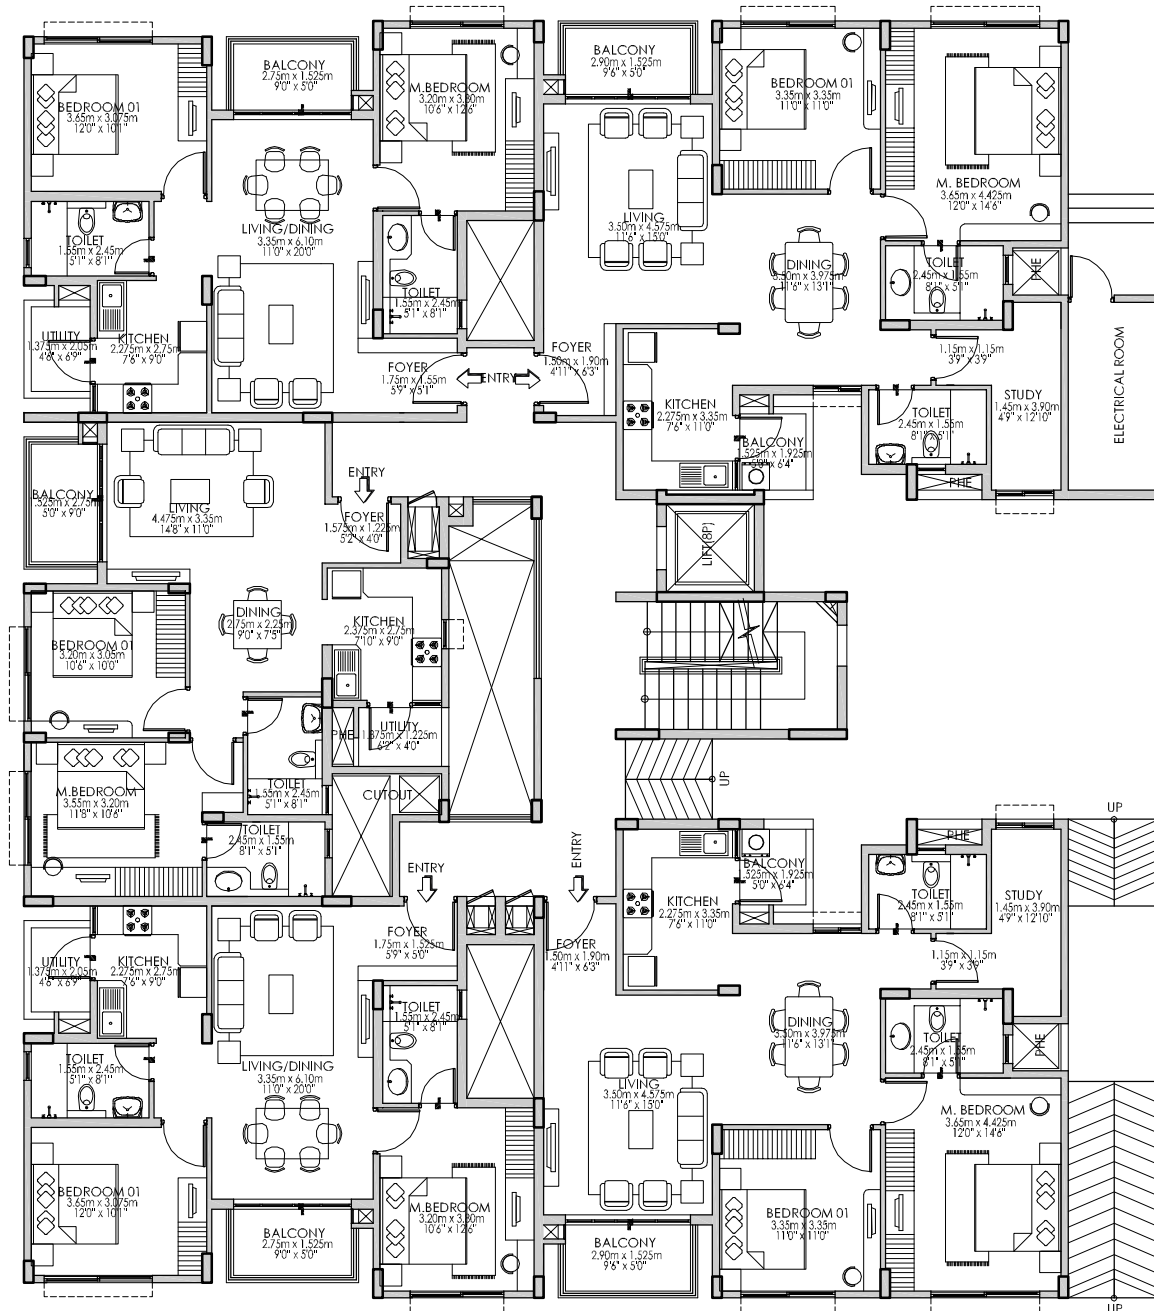 BALCONY
2.75m x 1.525m
9'0" x 5'0"
BEDROOM 01
3.65m x 3.075m
12'0" x 10'1"
M.BEDROOM
10'6" x 12'6"
BALCONY
2.90m x 1.525m
9'6" x 5'0"
BEDROOM 01
3.35m x 3.35m
11'0" x 11'0"
M. BEDROOM
3.65m x 4.425m
12'0" x 14'6"
TOILET
1.55m x 2.45m
5'1" x 8'1"
LIVING/DINING
3.35m x 6.10m
11'0" x 20'0"
LIVING
3.50m x 4.575m
11'6" x 15'0"
DINING
3.50m x 3.975m
11'6" x 13'1"
TOILET
2.45m x 1.55m
8'1" x 5'1"
PHE
TOILET
1.55m x 2.45m
5'1" x 8'1"
UTILITY
1.375m x 2.05m
4'6" x 6'9"
KITCHEN
2.275m x 2.75m
7'6" x 9'0"
FOYER
1.75m x 1.55m
5'9" x 5'1"
ENTRY
FOYER
1.50m x 1.90m
4'11" x 6'3"
1.15m x 1.15m
3'9" x 3'9"
STUDY
1.45m x 3.90m
4'9" x 12'10"
ELECTRICAL ROOM
KITCHEN
2.275m x 3.35m
7'6" x 11'0"
BALCONY
1.525m x 1.925m
5'0" x 6'4"
TOILET
2.45m x 1.55m
8'1" x 5'1"
PHE
BALCONY
.525m x 2.75m
5'0" x 9'0"
LIVING
4.475m x 3.35m
14'8" x 11'0"
ENTRY
FOYER
1.575m x 1.225m
5'2" x 4'0"
LIFT(8P)
BEDROOM 01
3.20m x 3.05m
10'6" x 10'0"
DINING
2.75m x 2.25m
9'0" x 7'5"
KITCHEN
2.375m x 2.75m
7'10" x 9'0"
PHE
UTILITY
1.875m x 1.225m
6'2" x 4'0"
UP
M.BEDROOM
3.55m x 3.20m
11'8" x 10'6"
TOILET
1.55m x 2.45m
5'1" x 8'1"
CUTOUT
TOILET
2.45m x 1.55m
8'1" x 5'1"
ENTRY
ENTRY
UP
KITCHEN
2.275m x 3.35m
7'6" x 11'0"
BALCONY
.525m x 1.925m
5'0" x 6'4"
PHE
TOILET
2.45m x 1.55m
8'1" x 5'1"
STUDY
1.45m x 3.90m
4'9" x 12'10"
UTILITY
1.375m x 2.05m
4'6" x 6'9"
KITCHEN
2.275m x 2.75m
7'6" x 9'0"
FOYER
1.75m x 1.525m
5'9" x 5'0"
FOYER
1.50m x 1.90m
4'11" x 6'3"
1.15m x 1.15m
3'9" x 3'9"
TOILET
1.55m x 2.45m
5'1" x 8'1"
DINING
3.50m x 3.975m
11'6" x 13'1"
TOILET
2.45m x 1.55m
8'1" x 5'1"
PHE
TOILET
1.55m x 2.45m
5'1" x 8'1"
LIVING/DINING
3.35m x 6.10m
11'0" x 20'0"
LIVING
3.50m x 4.575m
11'6" x 15'0"
M. BEDROOM
3.65m x 4.425m
12'0" x 14'6"
BEDROOM 01
3.65m x 3.075m
12'0" x 10'1"
M.BEDROOM
10'6" x 12'6"
BEDROOM 01
3.35m x 3.35m
11'0" x 11'0"
BALCONY
2.75m x 1.525m
9'0" x 5'0"
BALCONY
2.90m x 1.525m
9'6" x 5'0"
UP